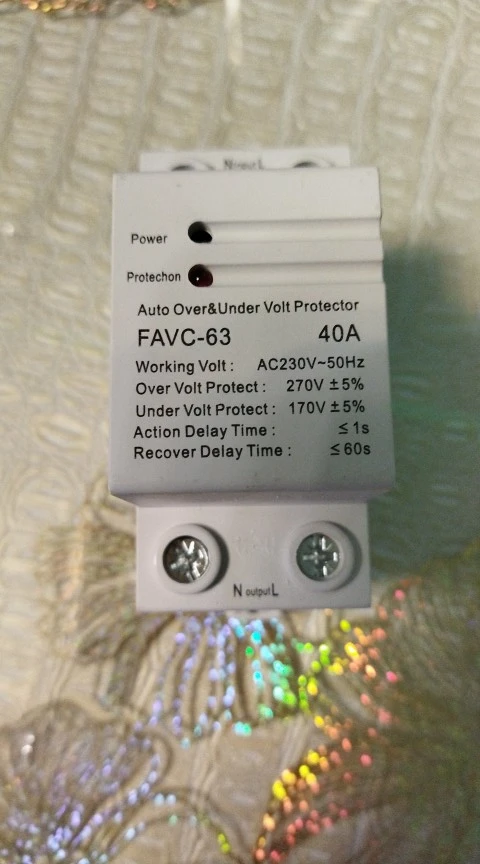 N input L
Power
Protechon
Auto Over&Under Volt Protector
FAVC-63 40A
Working Volt : AC230V~50Hz
Over Volt Protect : 270V ±5%
Under Volt Protect : 170V ±5%
Action Delay Time : ≤1s
Recover Delay Time : ≤60s
N output L